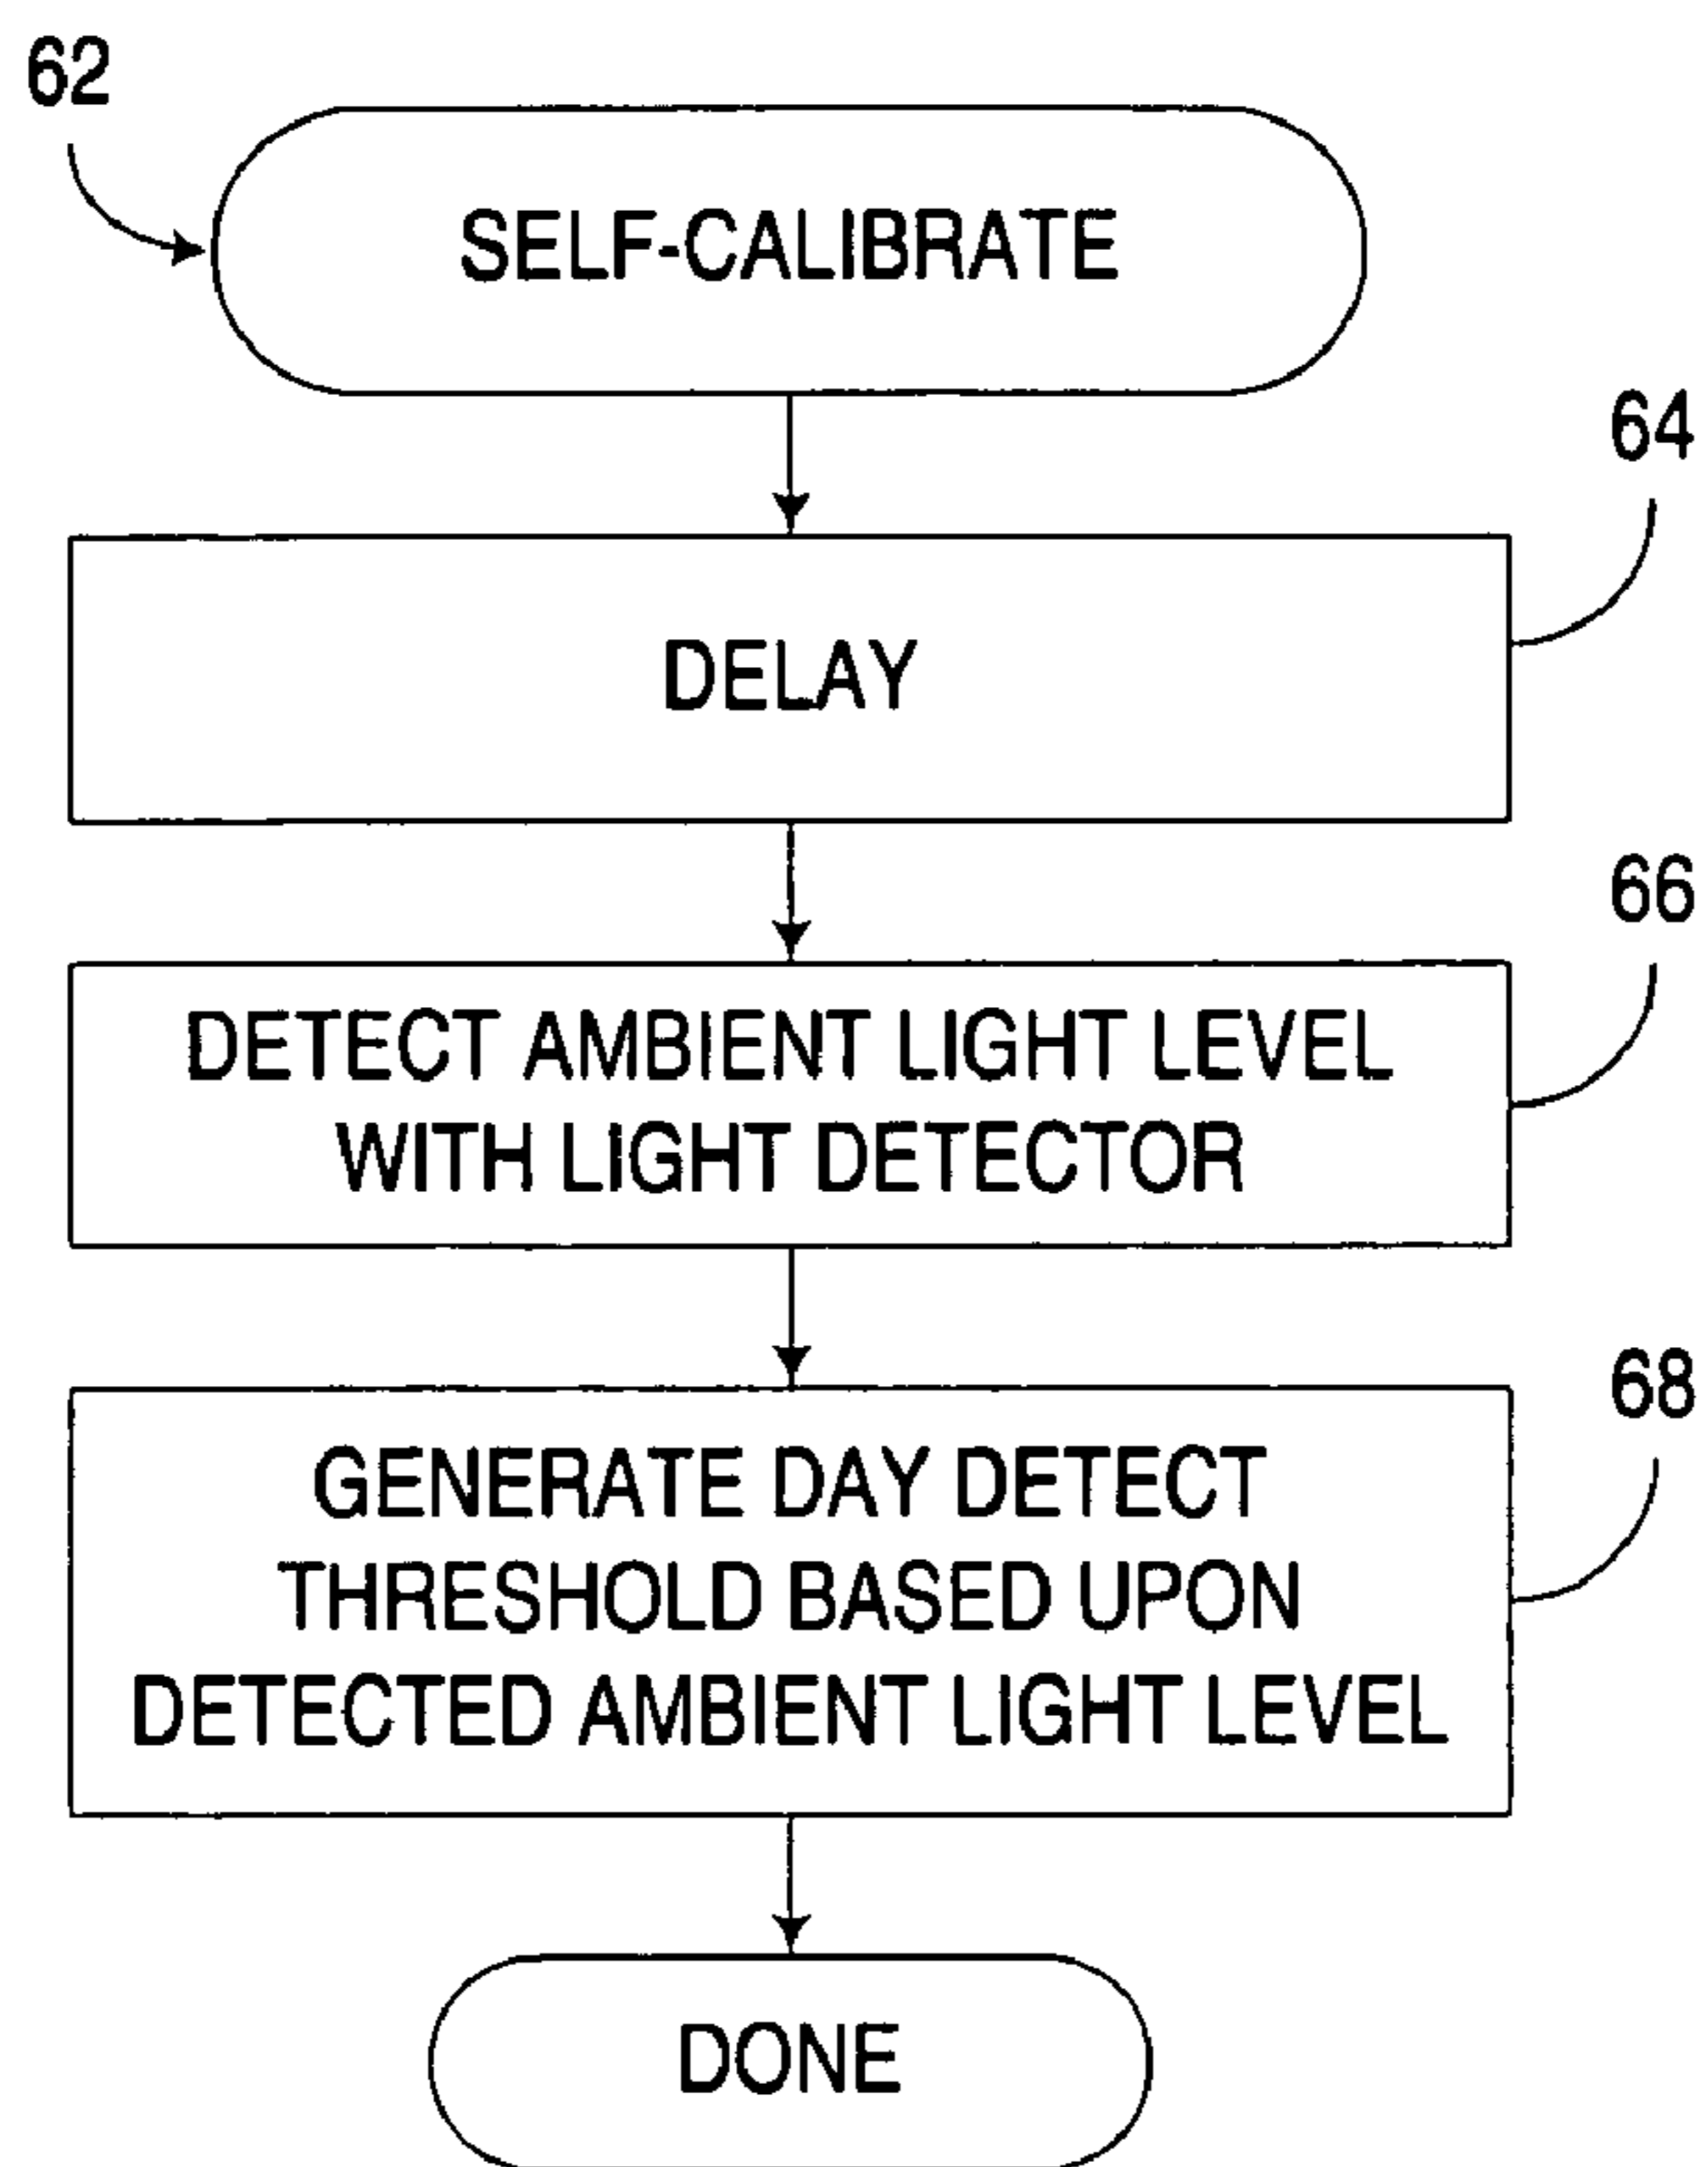 62
SELF-CALIBRATE
64
DELAY
66
DETECT AMBIENT LIGHT LEVEL
WITH LIGHT DETECTOR
68
GENERATE DAY DETECT
THRESHOLD BASED UPON
DETECTED AMBIENT LIGHT LEVEL
DONE